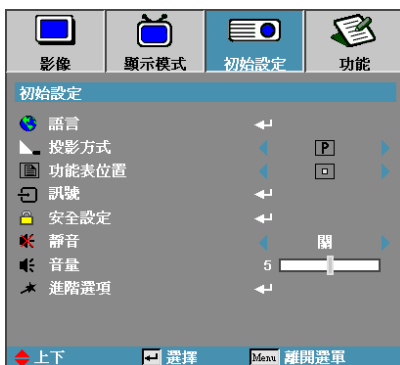 影像 顯示模式 初始設定 功能
初始設定
語言
投影方式 P
功能表位置
訊號
安全設定
靜音 關
音量 5
進階選項
上下 選擇 Menu 離開選單